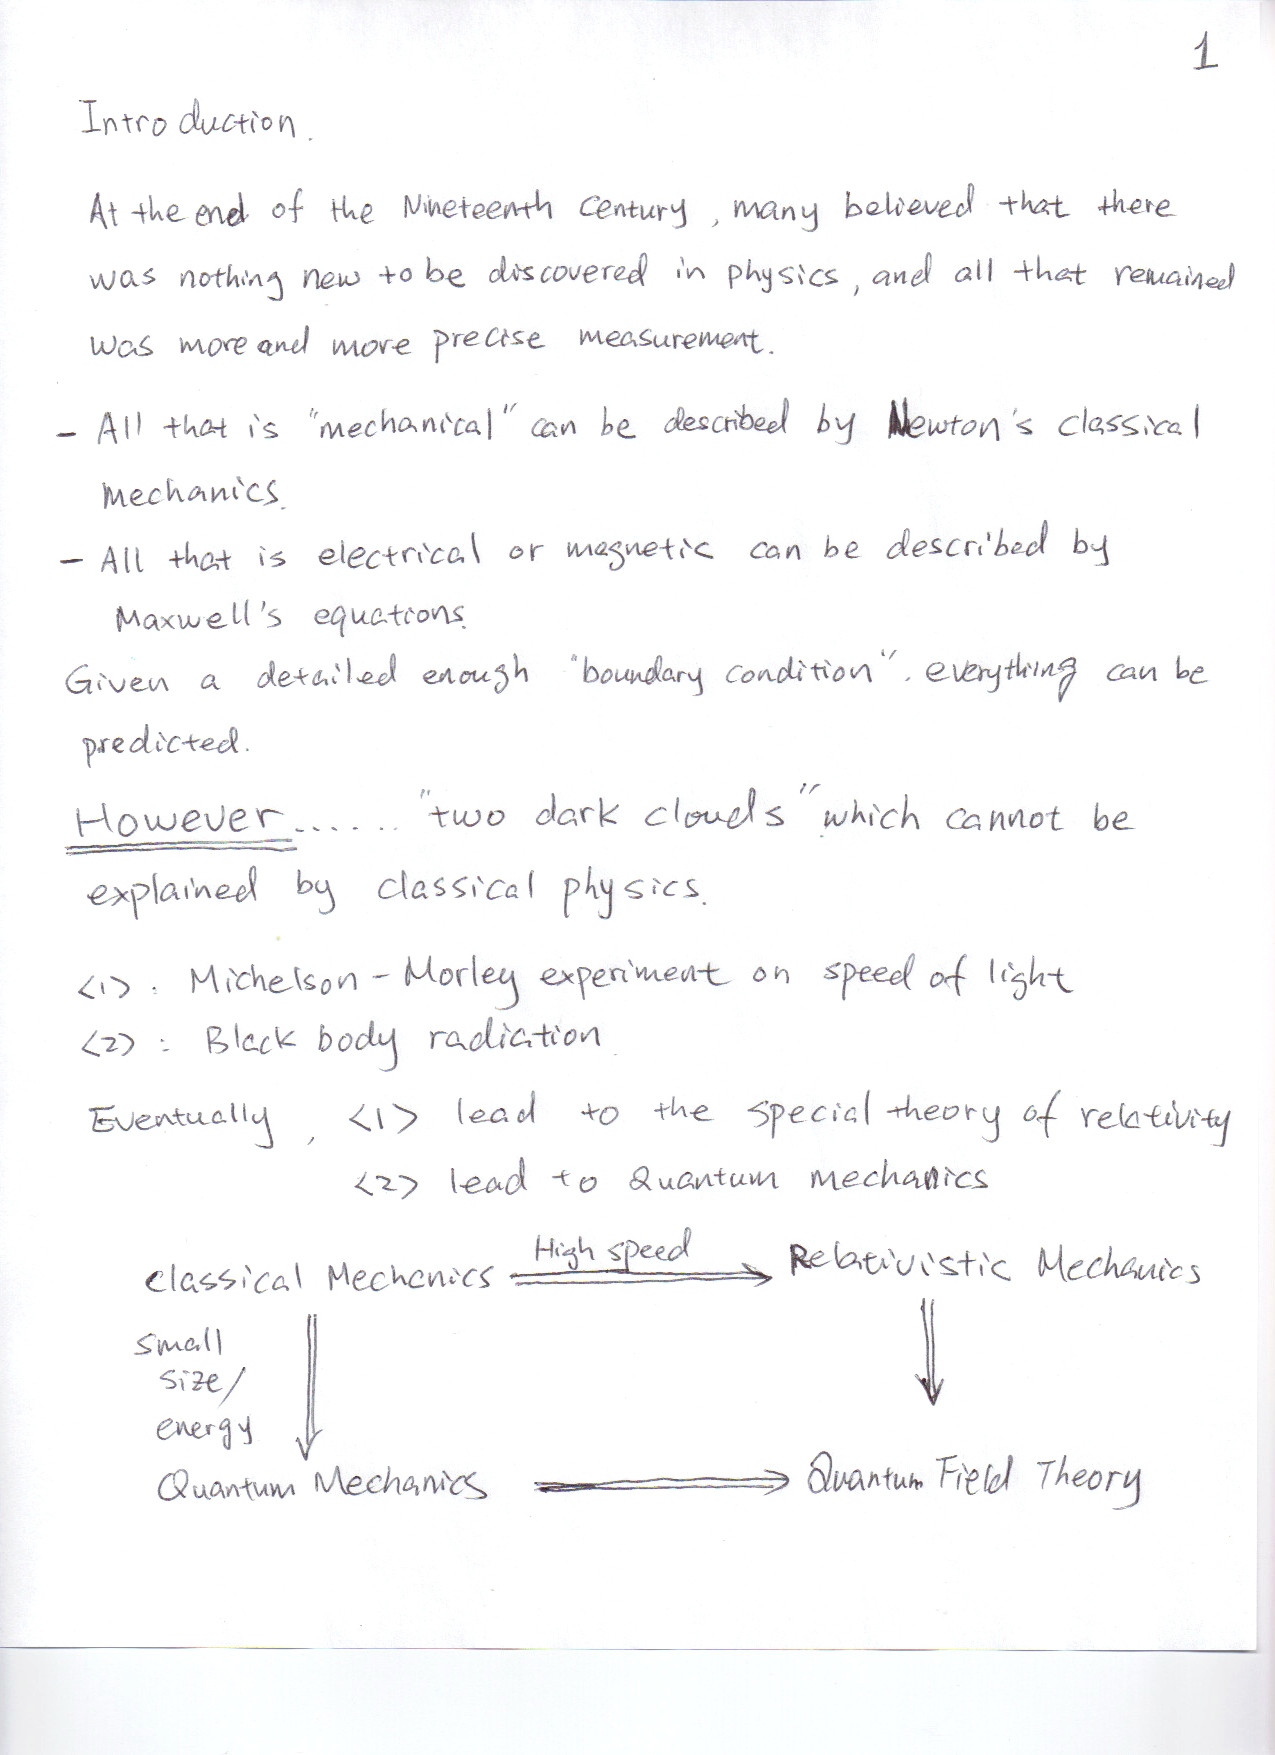 1
Introduction.
At the end of the Nineteenth Century, many believed that there
was nothing new to be discovered in physics, and all that remained
was more and more precise measurement.
- All that is "mechanical" can be described by Newton's classical
mechanics.
- All that is electrical or magnetic can be described by
Maxwell's equations.
Given a detailed enough "boundary condition". everything can be
predicted.
However...... "two dark clouds" which cannot be
explained by classical physics.
<1>. Michelson-Morley experiment on speed of light
<2>: Black body radiation
Eventually, <1> lead to the special theory of relativity
<2> lead to Quantum mechanics
High speed
Classical Mechanics ⇒ Relativistic Mechanics
small
size/
energy
Quantum Mechanics ⇒ Quantum Field Theory